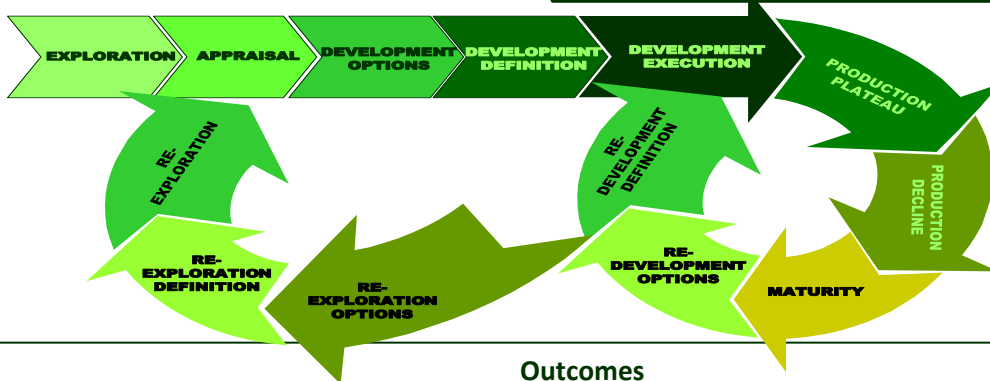 EXPLORATION
APPRAISAL
DEVELOPMENT
OPTIONS
DEVELOPMENT
DEFINITION
DEVELOPMENT
EXECUTION
PRODUCTION
PLATEAU
PRODUCTION
DECLINE
MATURITY
RE-
DEVELOPMENT
OPTIONS
RE-
DEVELOPMENT
DEFINITION
RE-
EXPLORATION
OPTIONS
RE-
EXPLORATION
DEFINITION
RE-
EXPLORATION
Outcomes